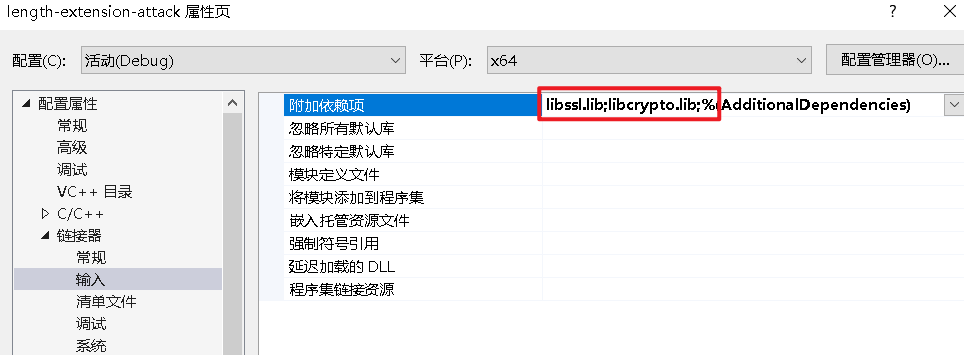 length-extension-attack 属性页
配置(C): 活动(Debug) 平台(P): x64 配置管理器(O)...
配置属性
常规
高级
调试
VC++ 目录
C/C++
链接器
常规
输入
清单文件
调试
系统
附加依赖项 libssl.lib;libcrypto.lib;%(AdditionalDependencies)
忽略所有默认库
忽略特定默认库
模块定义文件
将模块添加到程序集
嵌入托管资源文件
强制符号引用
延迟加载的 DLL
程序集链接资源